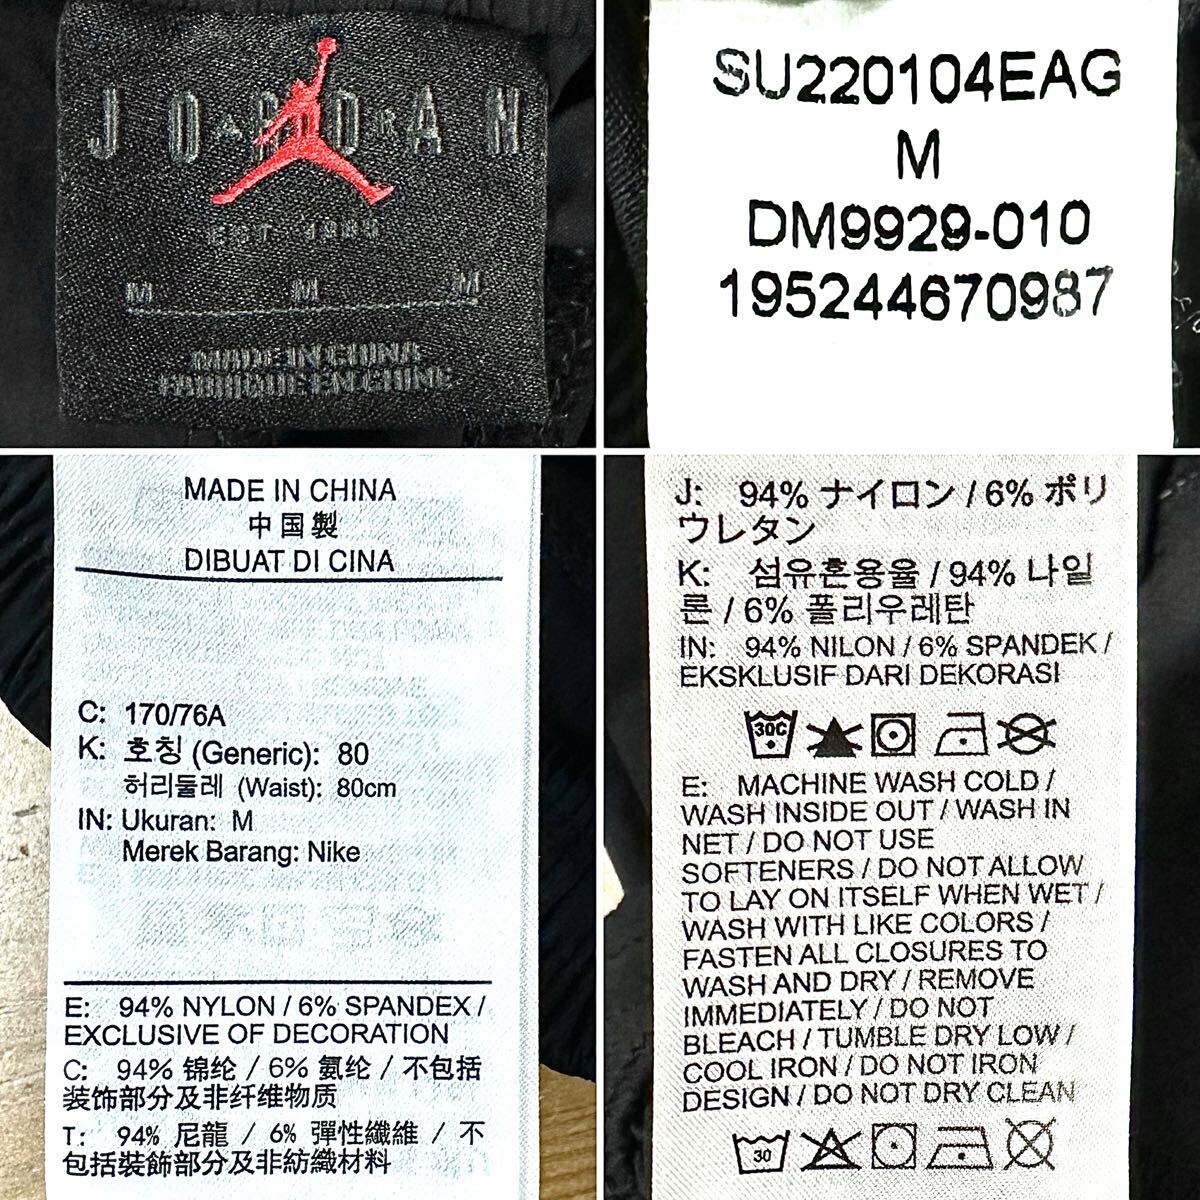 JORDAN
EST. 1985
M M M
MADE IN CHINA
FABRIQUE EN CHINE
SU220104EAG
M
DM9929-010
195244670987
MADE IN CHINA
中国製
DIBUAT DI CINA
C: 170/76A
K: 호칭 (Generic): 80
허리둘레 (Waist): 80cm
IN: Ukuran: M
Merek Barang: Nike
E: 94% NYLON / 6% SPANDEX /
EXCLUSIVE OF DECORATION
C: 94% 锦纶 / 6% 氨纶 / 不包括
装饰部分及非纤维物质
T: 94% 尼龍 / 6% 彈性纖維 / 不
包括裝飾部分及非紡織材料
J: 94% ナイロン / 6% ポリ
ウレタン
K: 섬유혼용율 / 94% 나일
론 / 6% 폴리우레탄
IN: 94% NILON / 6% SPANDEK /
EKSKLUSIF DARI DEKORASI
30C
E: MACHINE WASH COLD /
WASH INSIDE OUT / WASH IN
NET / DO NOT USE
SOFTENERS / DO NOT ALLOW
TO LAY ON ITSELF WHEN WET /
WASH WITH LIKE COLORS /
FASTEN ALL CLOSURES TO
WASH AND DRY / REMOVE
IMMEDIATELY / DO NOT
BLEACH / TUMBLE DRY LOW /
COOL IRON / DO NOT IRON
DESIGN / DO NOT DRY CLEAN
30